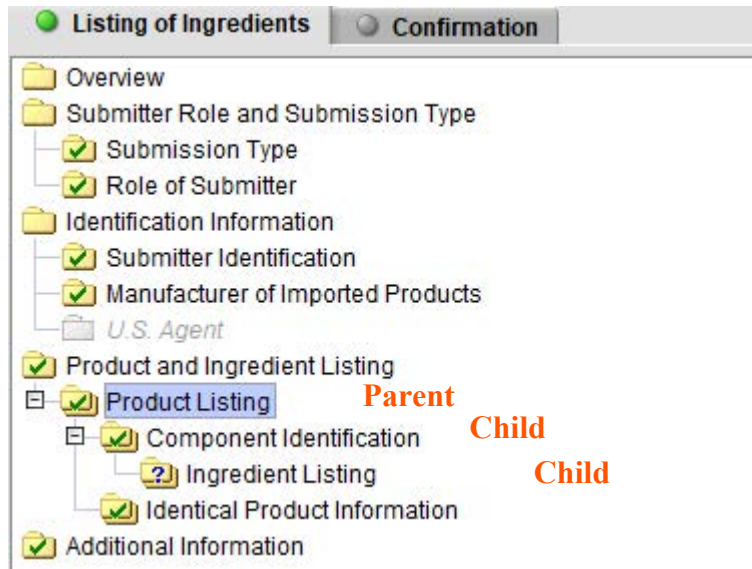 Listing of Ingredients Confirmation
Overview
Submitter Role and Submission Type
Submission Type
Role of Submitter
Identification Information
Submitter Identification
Manufacturer of Imported Products
U.S. Agent
Product and Ingredient Listing
Product Listing Parent
Component Identification Child
Ingredient Listing Child
Identical Product Information
Additional Information